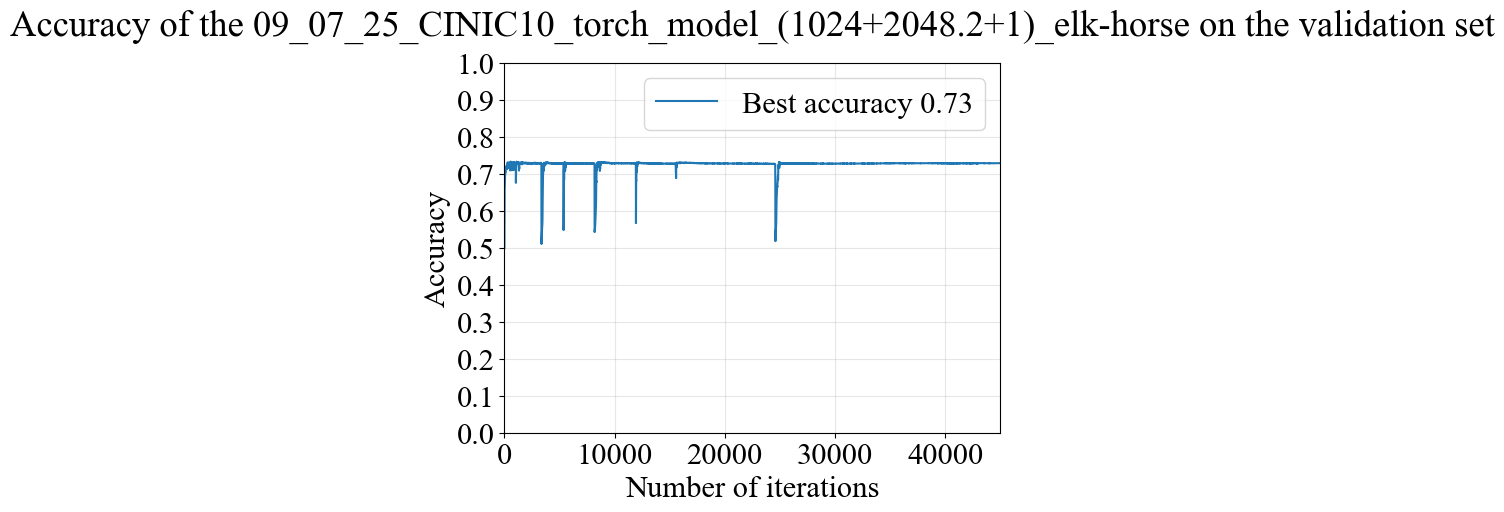 Accuracy of the 09_07_25_CINIC10_torch_model_(1024+2048.2+1)_elk-horse on the validation set
Best accuracy 0.73
1.0
0.9
0.8
0.7
0.6
0.5
0.4
0.3
0.2
0.1
0.0
Accuracy
0 10000 20000 30000 40000
Number of iterations